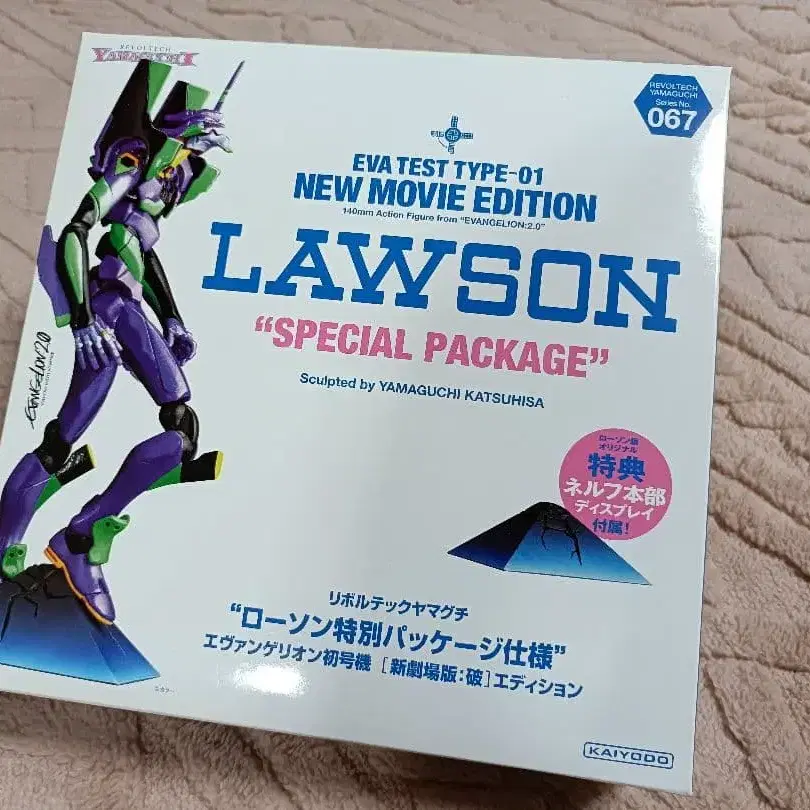 REVOLTECH
YAMAGUCHI
REVOLTECH
YAMAGUCHI
Series No.
067
EVA TEST TYPE-01
NEW MOVIE EDITION
140mm Action Figure from "EVANGELION:2.0"
LAWSON
"SPECIAL PACKAGE"
Sculpted by YAMAGUCHI KATSUHISA
EVANGELION 2.0
ローソン版
オリジナル
特典
ネルフ本部
ディスプレイ
付属!
リボルテックヤマグチ
"ローソン特別パッケージ仕様"
エヴァンゲリオン初号機 [新劇場版:破]エディション
KAIYODO